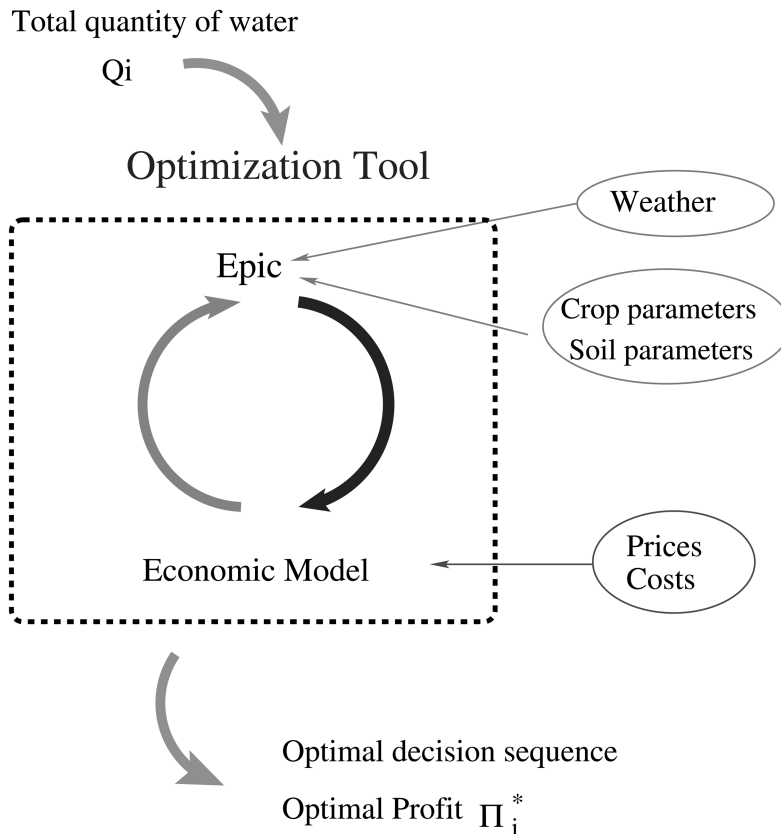 Total quantity of water
Qi
Optimization Tool
Weather
Epic
Crop parameters
Soil parameters
Economic Model
Prices
Costs
Optimal decision sequence
Optimal Profit Π i *